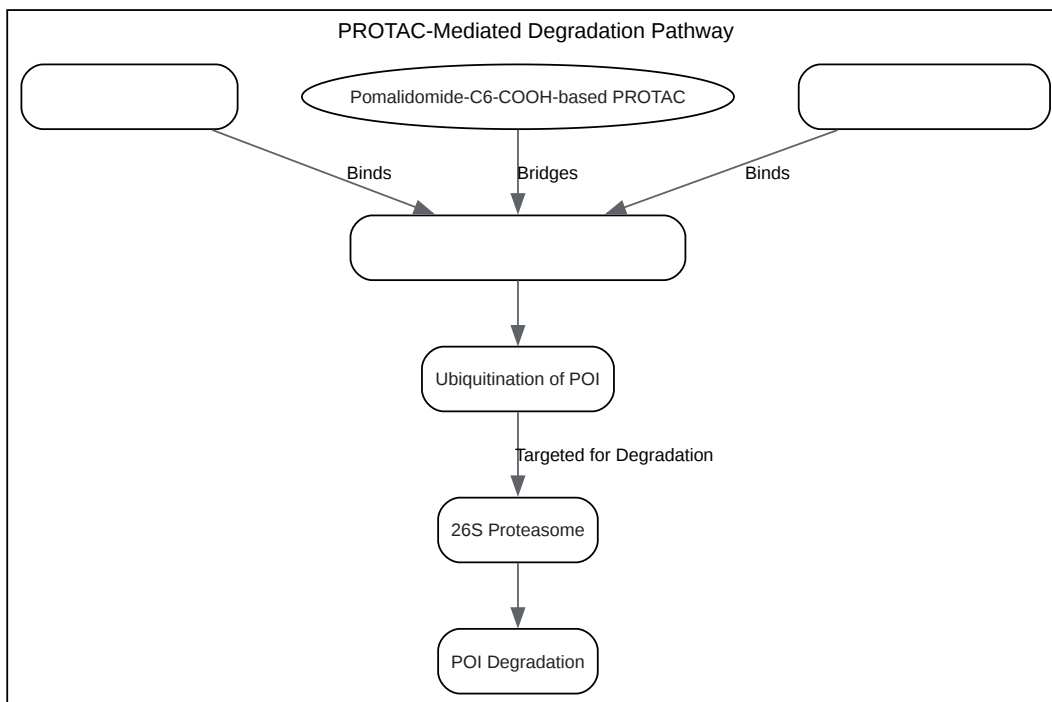 PROTAC-Mediated Degradation Pathway
Pomalidomide-C6-COOH-based PROTAC
Binds
Bridges
Binds
Ubiquitination of POI
Targeted for Degradation
26S Proteasome
POI Degradation